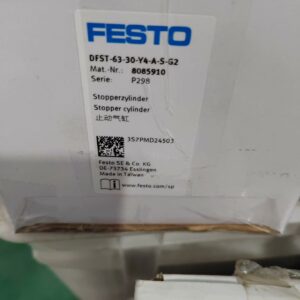 FESTO
DFST-63-30-Y4-A-S-G2
Mat.-Nr.: 8085910
Serie: P298
Stopperzylinder
Stopper cylinder
止动气缸
3S7PMD24503
Festo SE & Co. KG
DE-73734 Esslingen
Made in Taiwan
www.festo.com/sp